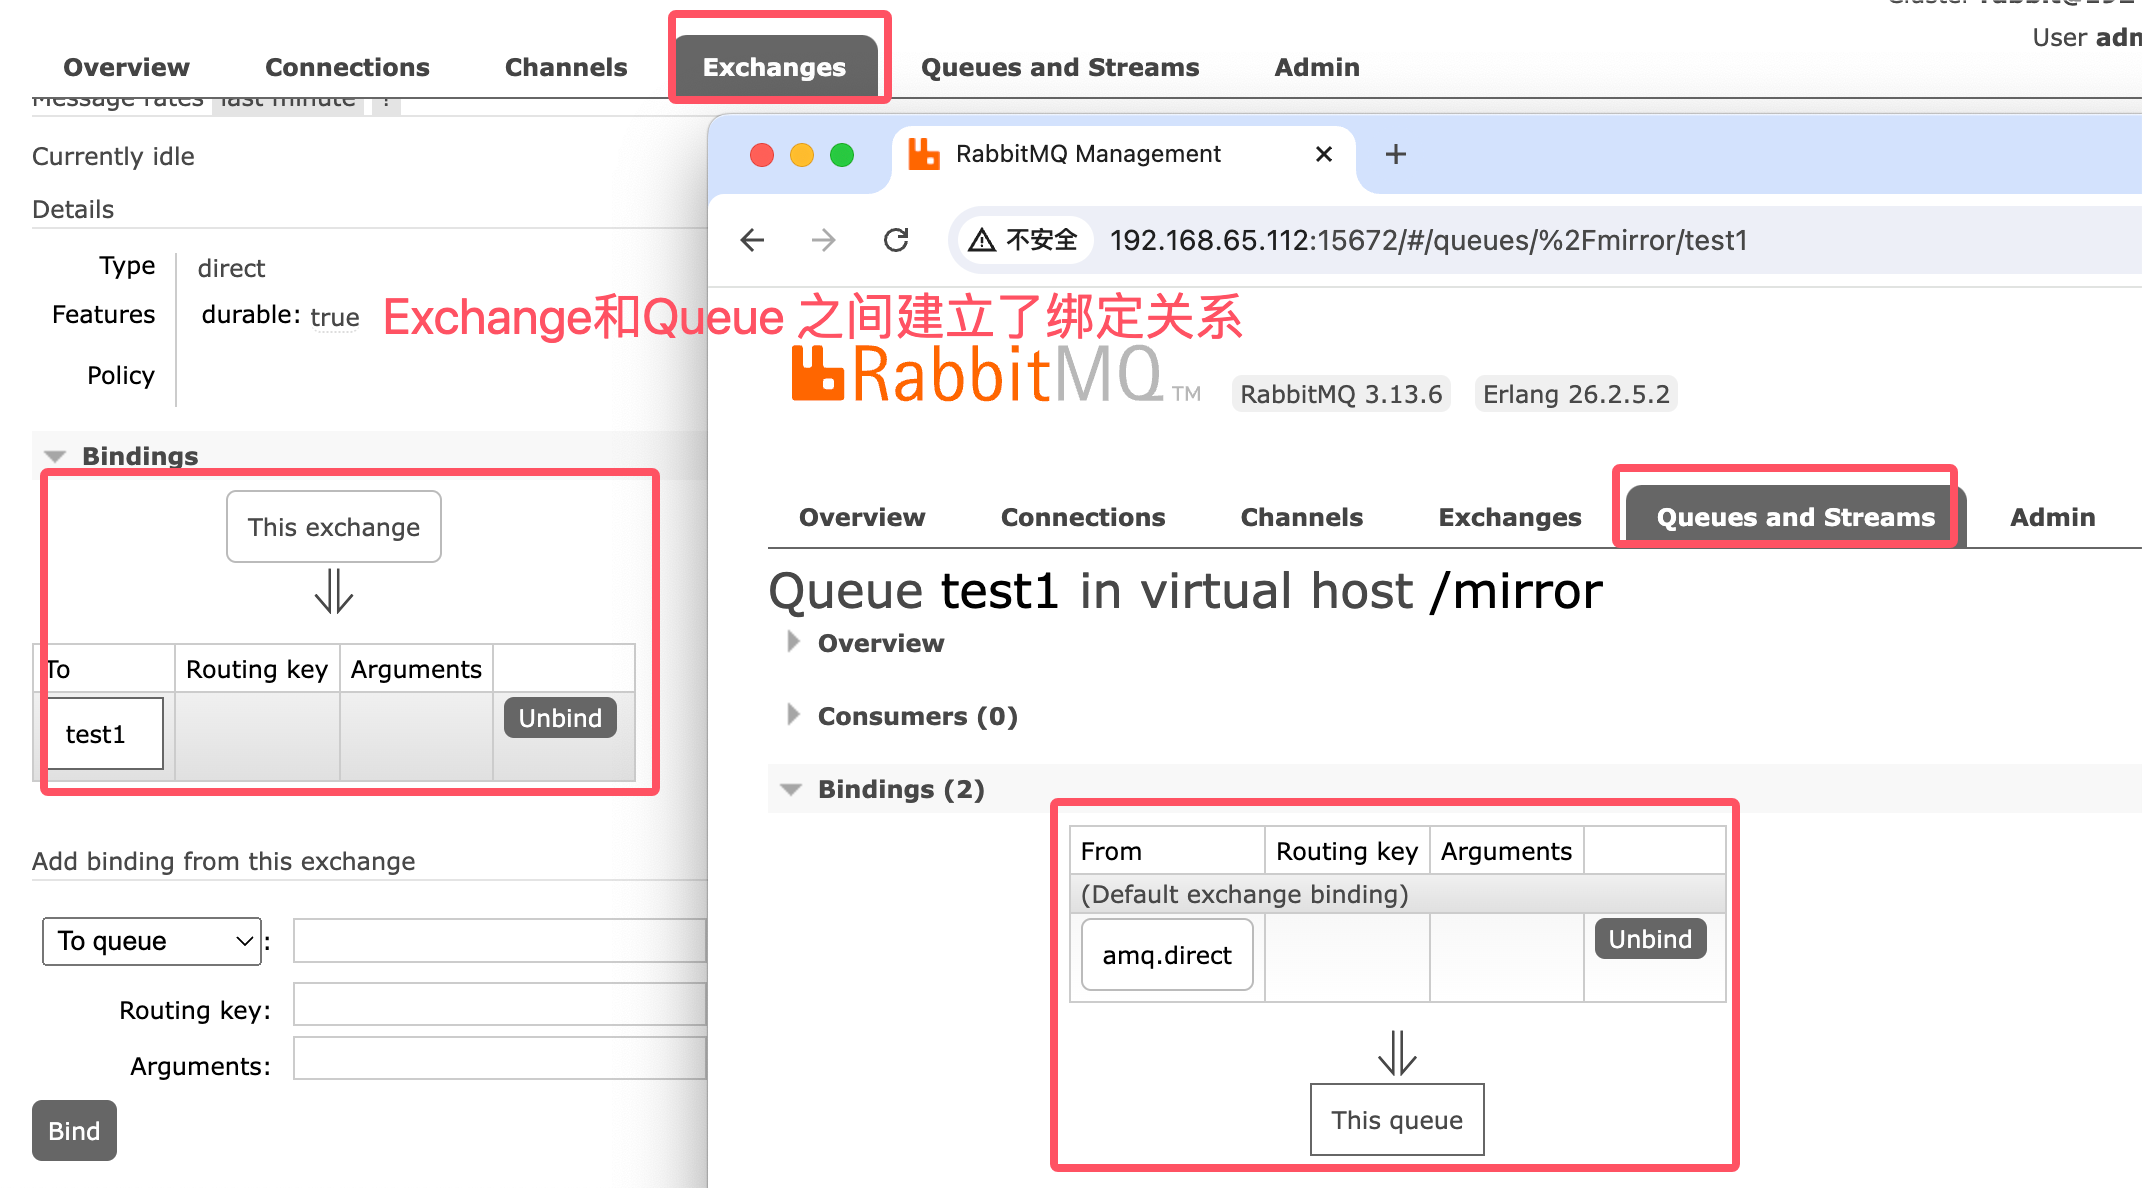 User adm
Overview Connections Channels Exchanges Queues and Streams Admin
Message rates last minute ?
Currently idle
Details
Type direct
Features durable: true
Policy
Bindings
This exchange
To Routing key Arguments
test1 Unbind
Add binding from this exchange
To queue :
Routing key:
Arguments:
Bind
Exchange和Queue 之间建立了绑定关系
RabbitMQ Management
不安全 192.168.65.112:15672/#/queues/%2Fmirror/test1
RabbitMQ TM RabbitMQ 3.13.6 Erlang 26.2.5.2
Overview Connections Channels Exchanges Queues and Streams Admin
Queue test1 in virtual host /mirror
Overview
Consumers (0)
Bindings (2)
From Routing key Arguments
(Default exchange binding)
amq.direct Unbind
This queue